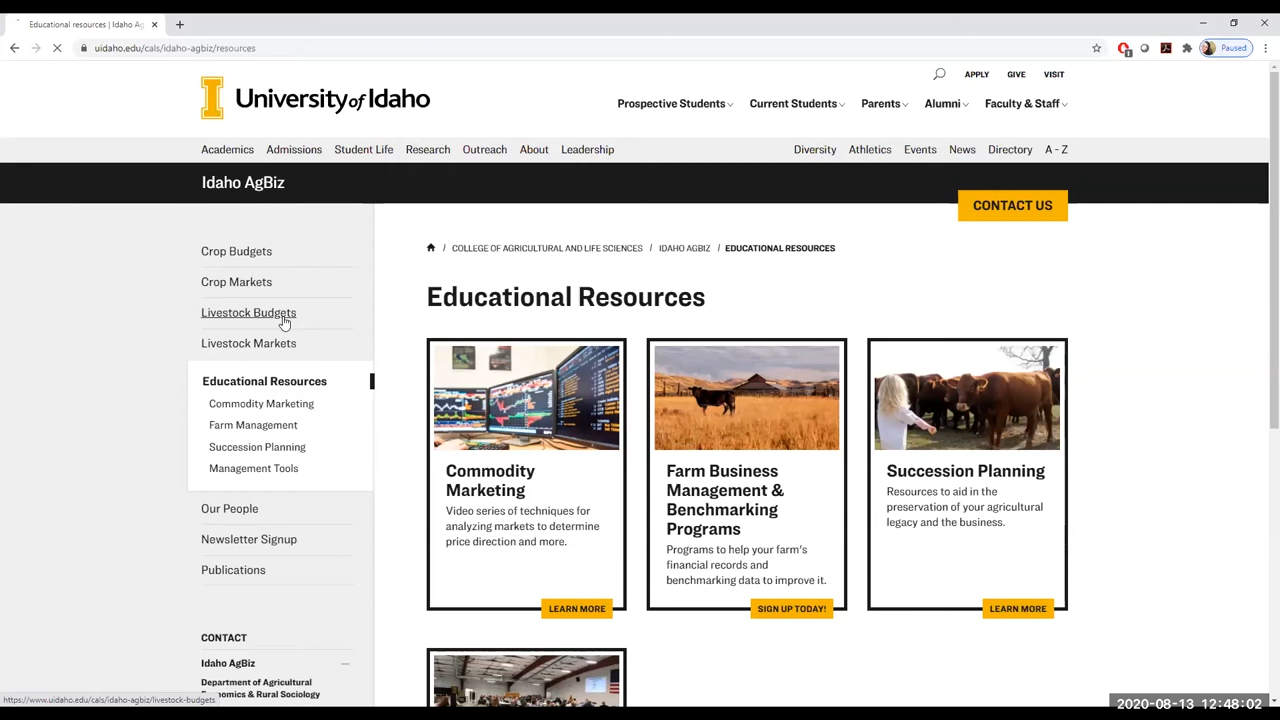 Educational resources | Idaho Ag
uidaho.edu/cals/idaho-agbiz/resources
Paused
University of Idaho
APPLY GIVE VISIT
Prospective Students Current Students Parents Alumni Faculty & Staff
Academics Admissions Student Life Research Outreach About Leadership Diversity Athletics Events News Directory A - Z
Idaho AgBiz
CONTACT US
Crop Budgets
Crop Markets
Livestock Budgets
Livestock Markets
Educational Resources
Commodity Marketing
Farm Management
Succession Planning
Management Tools
Our People
Newsletter Signup
Publications
CONTACT
Idaho AgBiz
Department of Agricultural
Economics & Rural Sociology
/ COLLEGE OF AGRICULTURAL AND LIFE SCIENCES / IDAHO AGBIZ / EDUCATIONAL RESOURCES
Educational Resources
Commodity
Marketing
Video series of techniques for
analyzing markets to determine
price direction and more.
LEARN MORE
Farm Business
Management &
Benchmarking
Programs
Programs to help your farm's
financial records and
benchmarking data to improve it.
SIGN UP TODAY!
Succession Planning
Resources to aid in the
preservation of your agricultural
legacy and the business.
LEARN MORE
https://www.uidaho.edu/cals/idaho-agbiz/livestock-budgets
2020-08-13 12:48:02